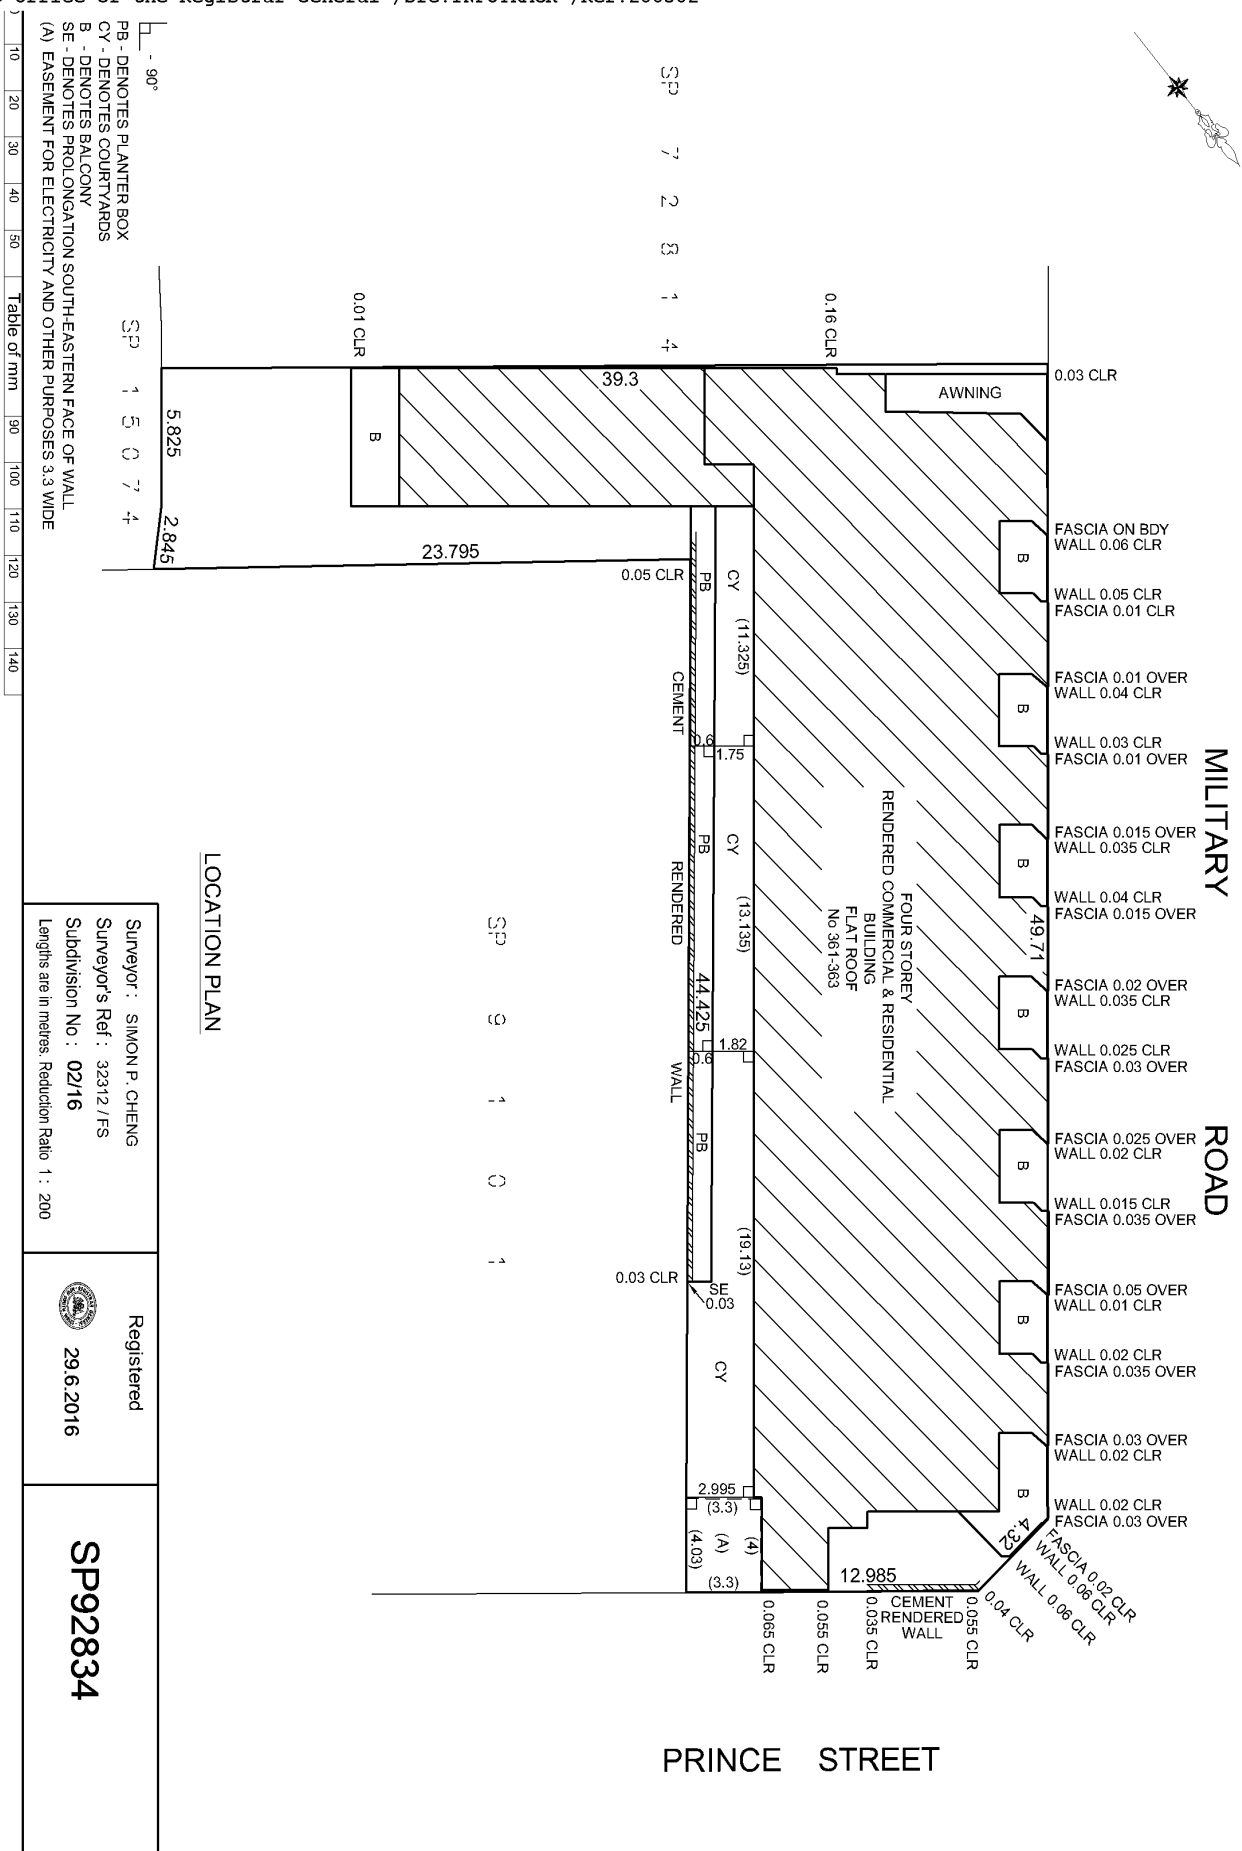 PB - DENOTES PLANTER BOX
CY - DENOTES COURTYARDS
B - DENOTES BALCONY
SE - DENOTES PROLONGATION SOUTH-EASTERN FACE OF WALL
(A) EASEMENT FOR ELECTRICITY AND OTHER PURPOSES 3.3 WIDE
- 90°
10 20 30 40 50 Table of mm 90 100 110 120 130 140
SP 72814
SP 15074
SP 91011
MILITARY ROAD
PRINCE STREET
0.01 CLR
0.16 CLR
0.03 CLR
AWNING
39.3
B
5.825
2.845
23.795
0.05 CLR
FASCIA ON BDY
WALL 0.06 CLR
B
WALL 0.05 CLR
FASCIA 0.01 CLR
FASCIA 0.01 OVER
WALL 0.04 CLR
B
WALL 0.03 CLR
FASCIA 0.01 OVER
FASCIA 0.015 OVER
WALL 0.035 CLR
B
WALL 0.04 CLR
FASCIA 0.015 OVER
49.71
FASCIA 0.02 OVER
WALL 0.035 CLR
B
WALL 0.025 CLR
FASCIA 0.03 OVER
FASCIA 0.025 OVER
WALL 0.02 CLR
B
WALL 0.015 CLR
FASCIA 0.035 OVER
FASCIA 0.05 OVER
WALL 0.01 CLR
B
WALL 0.02 CLR
FASCIA 0.035 OVER
FASCIA 0.03 OVER
WALL 0.02 CLR
B
WALL 0.02 CLR
FASCIA 0.03 OVER
4.32
FASCIA 0.02 CLR
WALL 0.06 CLR
WALL 0.06 CLR
0.04 CLR
FOUR STOREY
RENDERED COMMERCIAL & RESIDENTIAL
BUILDING
FLAT ROOF
No 361-363
PB
CY
(11.325)
0.6
1.75
PB
CY
(13.135)
44.425
1.82
0.6
PB
(19.13)
CEMENT RENDERED WALL
0.03 CLR
SE
0.03
CY
2.995
(3.3)
(4.03)
(A)
(4)
(3.3)
12.985
CEMENT
RENDERED
WALL
0.065 CLR
0.055 CLR
0.035 CLR
0.055 CLR
LOCATION PLAN
Surveyor : SIMON P. CHENG
Surveyor's Ref : 32312 / FS
Subdivision No : 02/16
Lengths are in metres. Reduction Ratio 1 : 200
Registered
29.6.2016
SP92834